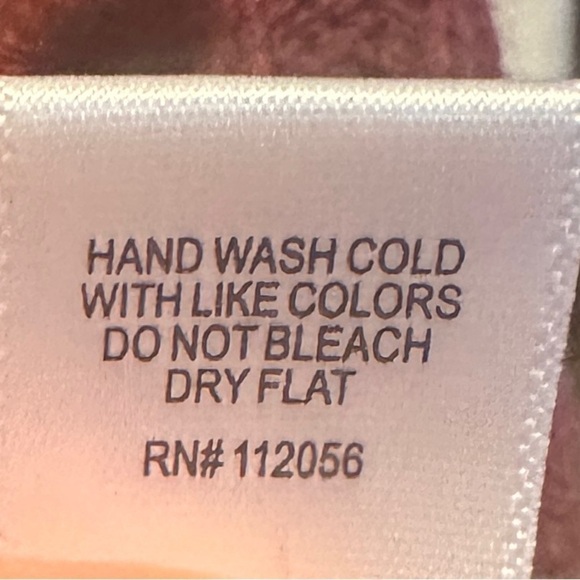 HAND WASH COLD
WITH LIKE COLORS
DO NOT BLEACH
DRY FLAT
RN# 112056